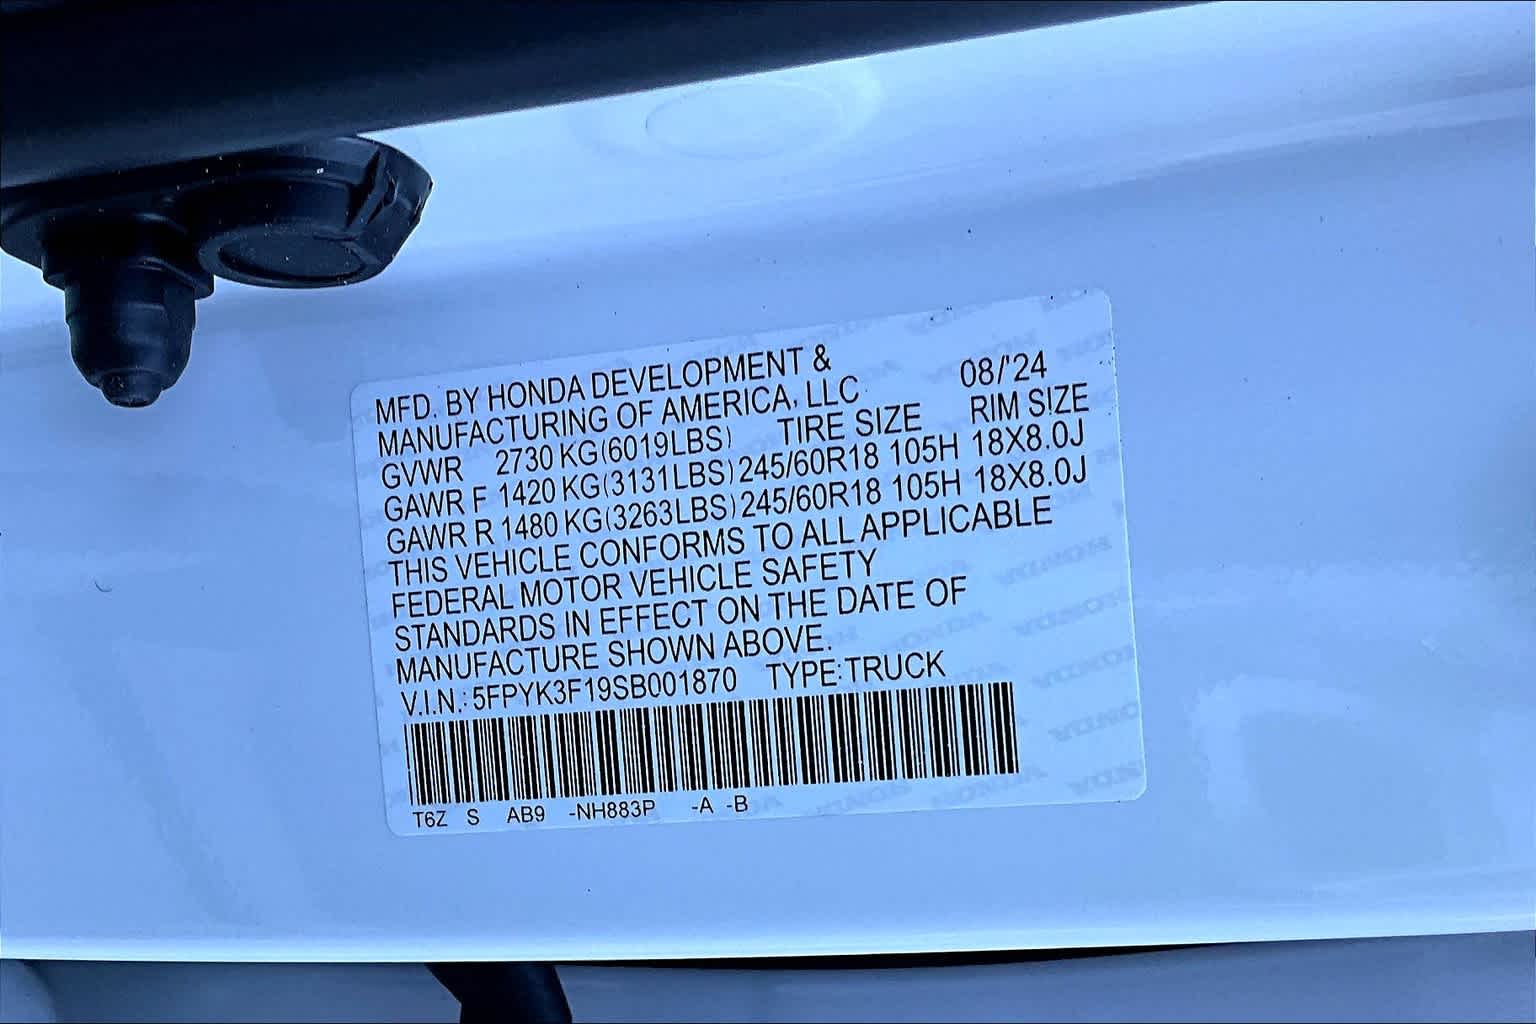 MFD. BY HONDA DEVELOPMENT &
MANUFACTURING OF AMERICA, LLC 08/'24
GVWR 2730 KG(6019LBS) TIRE SIZE RIM SIZE
GAWR F 1420 KG(3131LBS) 245/60R18 105H 18X8.0J
GAWR R 1480 KG(3263LBS) 245/60R18 105H 18X8.0J
THIS VEHICLE CONFORMS TO ALL APPLICABLE
FEDERAL MOTOR VEHICLE SAFETY
STANDARDS IN EFFECT ON THE DATE OF
MANUFACTURE SHOWN ABOVE.
V.I.N.: 5FPYK3F19SB001870 TYPE:TRUCK
T6Z S AB9 -NH883P -A -B